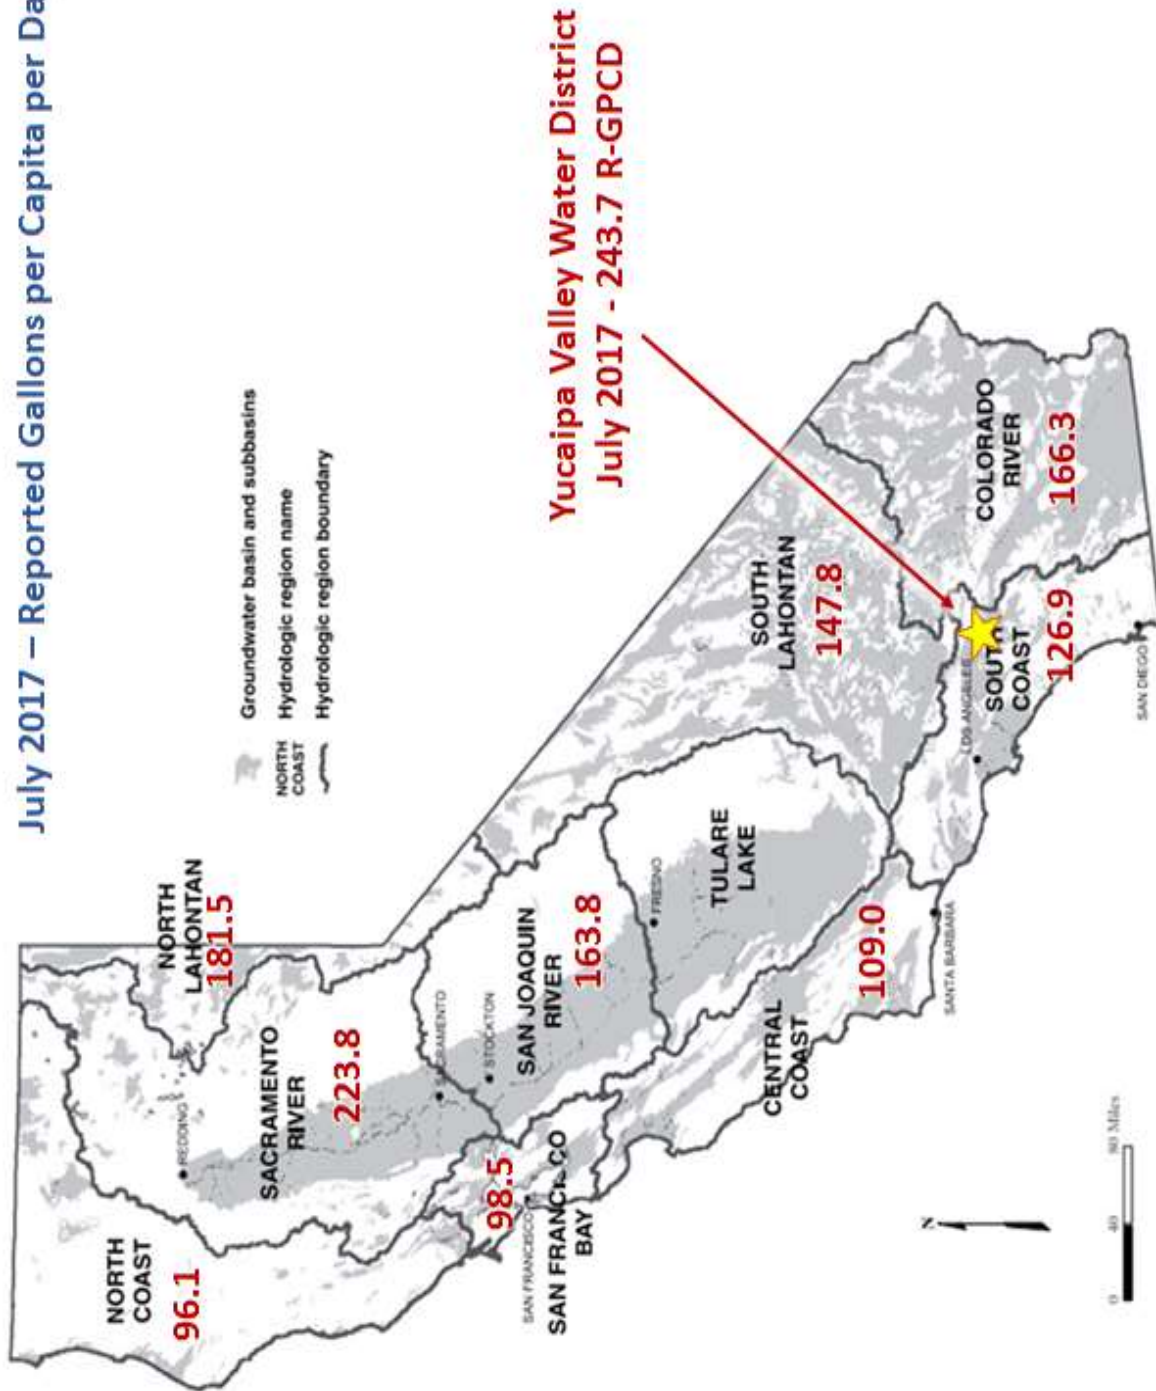 July 2017 – Reported Gallons per Capita per Da
Groundwater basin and subbasins
NORTH
COAST
Hydrologic region name
Hydrologic region boundary
Yucaipa Valley Water District
July 2017 - 243.7 R-GPCD
NORTH
COAST
96.1
REDDING
NORTH
LAHONTAN
181.5
SACRAMENTO
RIVER
223.8
SACRAMENTO
STOCKTON
98.5
SAN FRANCISCO
SAN FRANCISCO
BAY
SAN JOAQUIN
RIVER
163.8
FRESNO
TULARE
LAKE
CENTRAL
COAST
109.0
SANTA BARBARA
SOUTH
LAHONTAN
147.8
LOS ANGELES
SOUTH
COAST
126.9
SAN DIEGO
COLORADO
RIVER
166.3
N
0 40 80 Miles